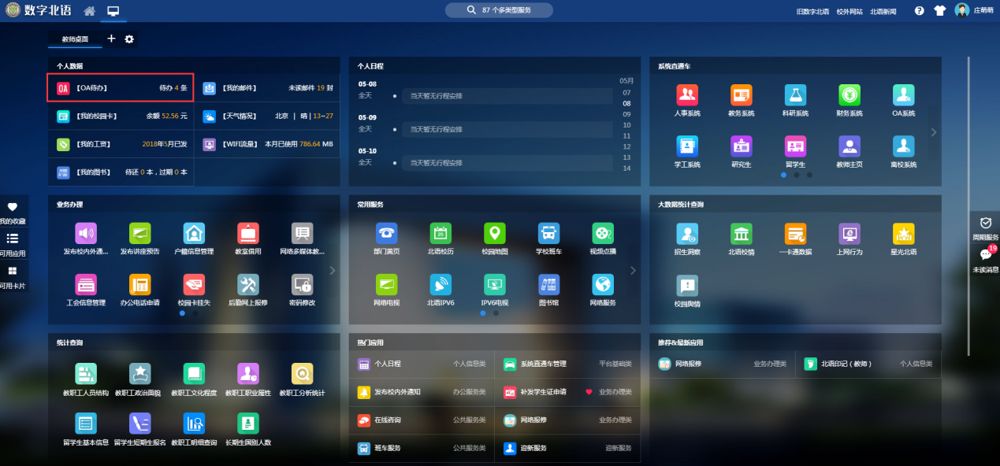 数字北语
87 个多类型服务
旧数字北语 校外网站 北语新闻
庄萌萌
教师桌面
个人数据
OA 【OA待办】 待办 4 条
【我的邮件】 未读邮件 19 封
【我的校园卡】 余额 52.56 元
【天气情况】 北京 | 晴 | 13~27
【我的工资】 2018年5月已发
【WIFI流量】 本月已使用 786.64 MB
【我的图书】 待还 0 本，过期 0 本
个人日程
05-08
全天 当天暂无行程安排
05-09
全天 当天暂无行程安排
05-10
全天 当天暂无行程安排
05月
07
08
09
10
11
12
13
14
系统直通车
人事系统 教务系统 科研系统 财务系统 OA系统
学工系统 研究生 留学生 教师主页 离校系统
我的收藏
可用应用
可用卡片
业务办理
发布校内外通... 发布讲座预告 户籍信息管理 教室借用 网络多媒体教...
工会信息管理 办公电话申请 校园卡挂失 后勤网上报修 密码修改
常用服务
部门黄页 北语校历 校园地图 学校班车 视频点播
网络电视 北语IPV6 IPV6电视 图书馆 网络服务
大数据统计查询
招生洞察 北语校情 一卡通数据 上网行为 星光北语
校园舆情
周期服务
19
未读消息
统计查询
教职工人员结构 教职工政治面貌 教职工文化程度 教职工职业属性 教职工分析统计
留学生基本信息 留学生短期生报名 教职工明细查询 长期生国别人数
热门应用
个人日程 个人信息类
系统直通车管理 平台基础类
发布校内外通知 办公服务类
补发学生证申请 业务办理类
在线咨询 公共服务类
网络报修 业务办理类
班车服务 公共服务类
迎新服务 迎新服务
推荐&最新应用
网络报修 业务办理类
北语印记（教师） 个人信息类